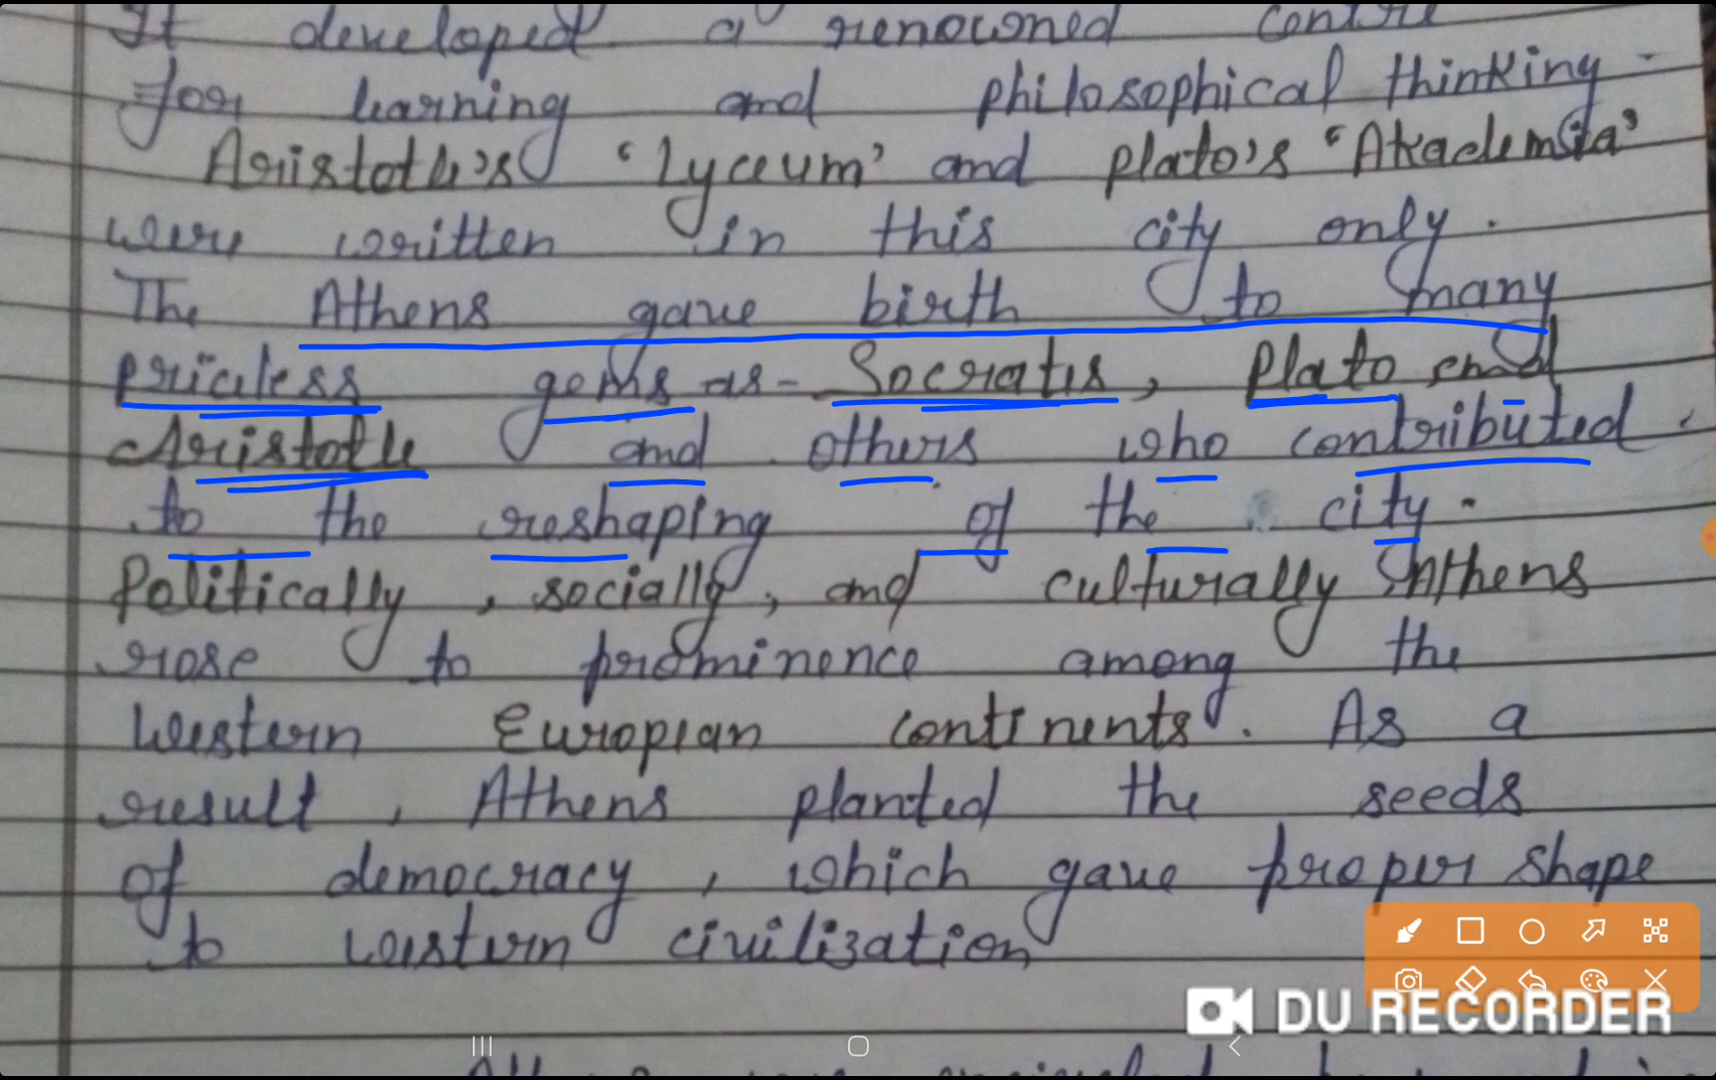 It developed a renowned centre
for learning and philosophical thinking.
Aristotle's 'Lyceum' and Plato's 'Akademia'
were written in this city only.
The Athens gave birth to many
priceless gems as - Socrates, Plato and
Aristotle and others who contributed
to the reshaping of the city.
Politically, socially, and culturally Athens
rose to prominence among the
Western European continents. As a
result, Athens planted the seeds
of democracy, which gave proper shape
to western civilization
DU RECORDER